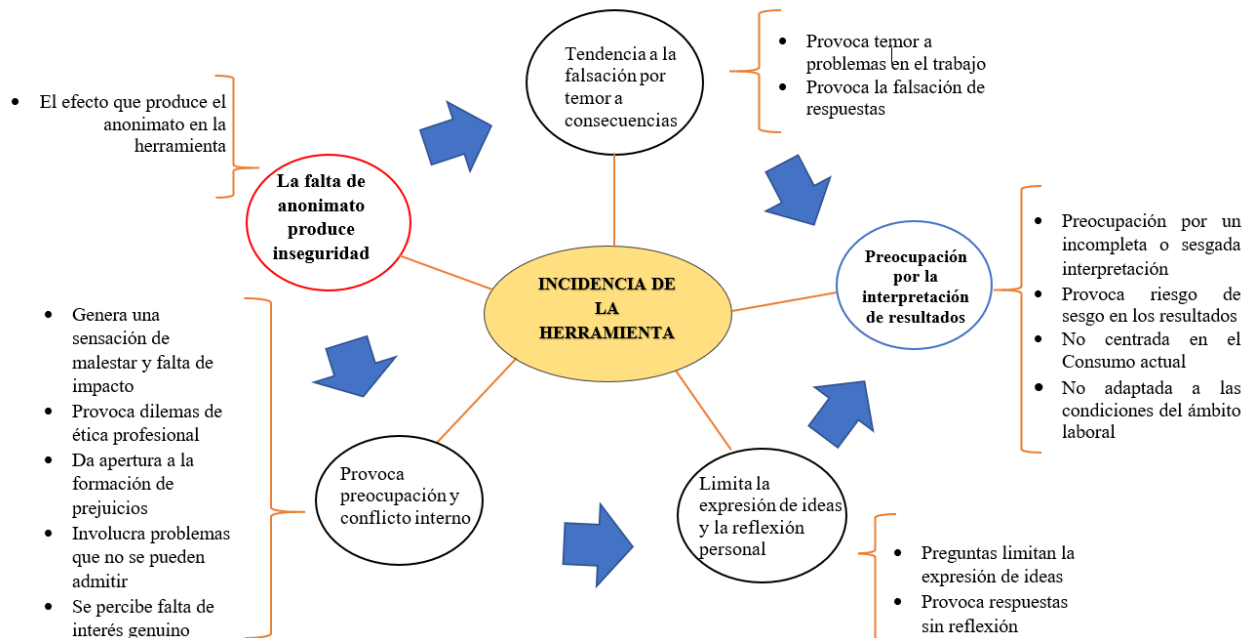 Tendencia a la
falsación por
temor a
consecuencias
• Provoca temor a
problemas en el trabajo
• Provoca la falsación de
respuestas
• El efecto que produce el
anonimato en la
herramienta
La falta de
anonimato
produce
inseguridad
INCIDENCIA DE
LA
HERRAMIENTA
Preocupación
por la
interpretación
de resultados
• Preocupación por un
incompleta o sesgada
interpretación
• Provoca riesgo de
sesgo en los resultados
• No centrada en el
Consumo actual
• No adaptada a las
condiciones del ámbito
laboral
• Genera una
sensación de
malestar y falta de
impacto
• Provoca dilemas de
ética profesional
• Da apertura a la
formación de
prejuicios
• Involucra problemas
que no se pueden
admitir
• Se percibe falta de
interés genuino
Provoca
preocupación y
conflicto interno
Limita la
expresión de ideas
y la reflexión
personal
• Preguntas limitan la
expresión de ideas
• Provoca respuestas
sin reflexión